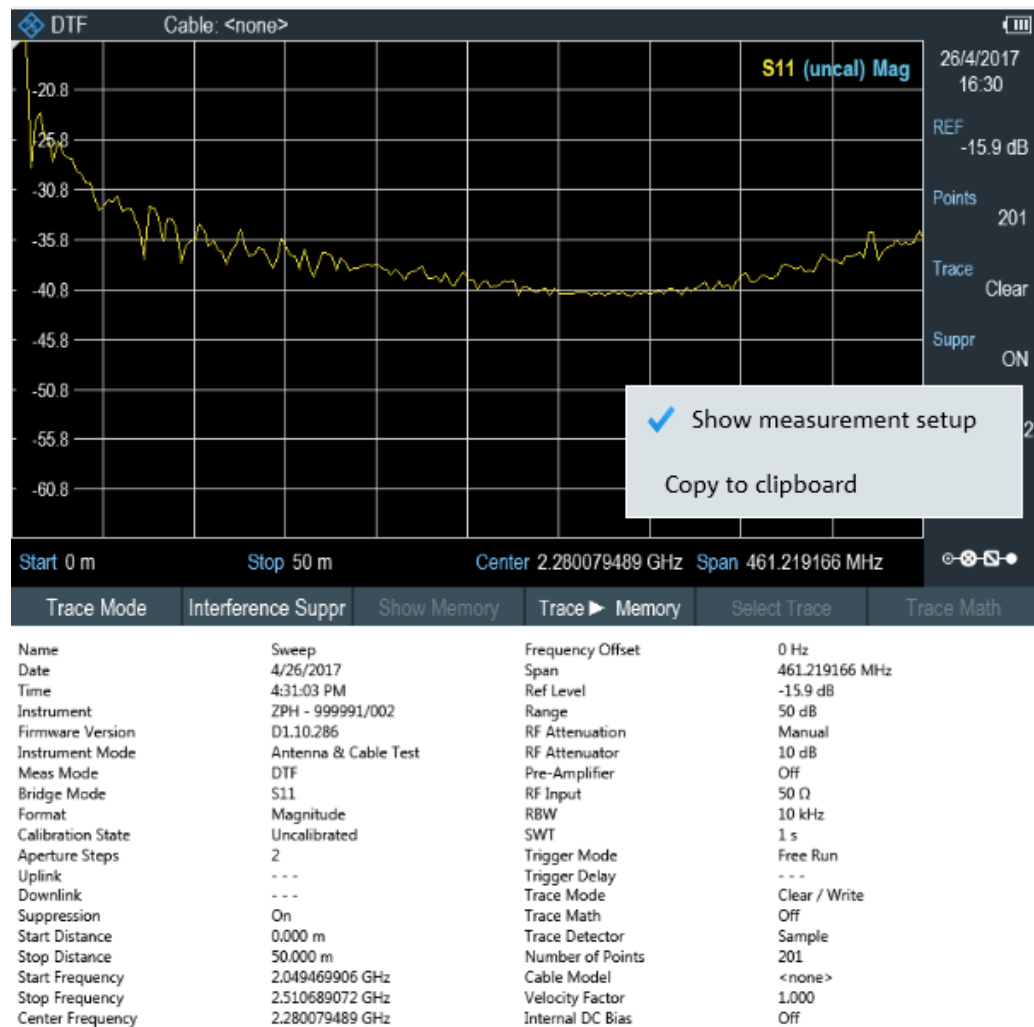 DTF Cable: <none>
S11 (uncal) Mag
-20.8
-25.8
-30.8
-35.8
-40.8
-45.8
-50.8
-55.8
-60.8
26/4/2017
16:30
REF
-15.9 dB
Points
201
Trace
Clear
Suppr
ON
2
Show measurement setup
Copy to clipboard
Start 0 m Stop 50 m Center 2.280079489 GHz Span 461.219166 MHz
Trace Mode Interference Suppr Show Memory Trace► Memory Select Trace Trace Math
Name Sweep
Date 4/26/2017
Time 4:31:03 PM
Instrument ZPH - 999991/002
Firmware Version D1.10.286
Instrument Mode Antenna & Cable Test
Meas Mode DTF
Bridge Mode S11
Format Magnitude
Calibration State Uncalibrated
Aperture Steps 2
Uplink - - -
Downlink - - -
Suppression On
Start Distance 0.000 m
Stop Distance 50.000 m
Start Frequency 2.049469906 GHz
Stop Frequency 2.510689072 GHz
Center Frequency 2.280079489 GHz
Frequency Offset 0 Hz
Span 461.219166 MHz
Ref Level -15.9 dB
Range 50 dB
RF Attenuation Manual
RF Attenuator 10 dB
Pre-Amplifier Off
RF Input 50 Ω
RBW 10 kHz
SWT 1 s
Trigger Mode Free Run
Trigger Delay - - -
Trace Mode Clear / Write
Trace Math Off
Trace Detector Sample
Number of Points 201
Cable Model <none>
Velocity Factor 1.000
Internal DC Bias Off